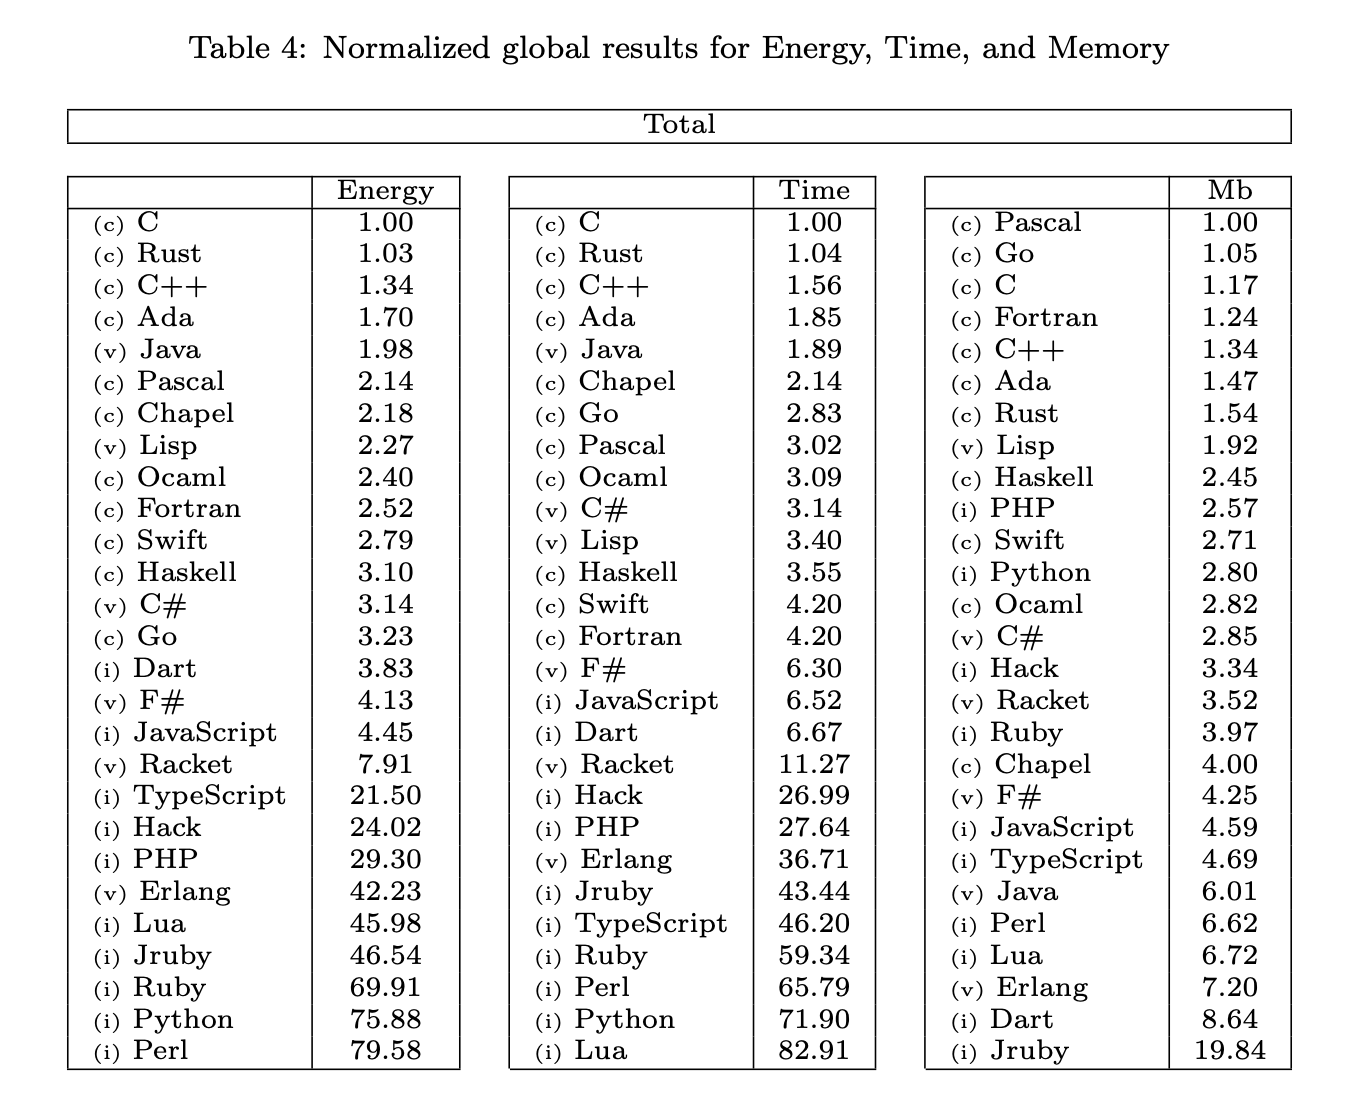 Table 4: Normalized global results for Energy, Time, and Memory
Total
Energy
(c) C 1.00
(c) Rust 1.03
(c) C++ 1.34
(c) Ada 1.70
(v) Java 1.98
(c) Pascal 2.14
(c) Chapel 2.18
(v) Lisp 2.27
(c) Ocaml 2.40
(c) Fortran 2.52
(c) Swift 2.79
(c) Haskell 3.10
(v) C# 3.14
(c) Go 3.23
(i) Dart 3.83
(v) F# 4.13
(i) JavaScript 4.45
(v) Racket 7.91
(i) TypeScript 21.50
(i) Hack 24.02
(i) PHP 29.30
(v) Erlang 42.23
(i) Lua 45.98
(i) Jruby 46.54
(i) Ruby 69.91
(i) Python 75.88
(i) Perl 79.58
Time
(c) C 1.00
(c) Rust 1.04
(c) C++ 1.56
(c) Ada 1.85
(v) Java 1.89
(c) Chapel 2.14
(c) Go 2.83
(c) Pascal 3.02
(c) Ocaml 3.09
(v) C# 3.14
(v) Lisp 3.40
(c) Haskell 3.55
(c) Swift 4.20
(c) Fortran 4.20
(v) F# 6.30
(i) JavaScript 6.52
(i) Dart 6.67
(v) Racket 11.27
(i) Hack 26.99
(i) PHP 27.64
(v) Erlang 36.71
(i) Jruby 43.44
(i) TypeScript 46.20
(i) Ruby 59.34
(i) Perl 65.79
(i) Python 71.90
(i) Lua 82.91
Mb
(c) Pascal 1.00
(c) Go 1.05
(c) C 1.17
(c) Fortran 1.24
(c) C++ 1.34
(c) Ada 1.47
(c) Rust 1.54
(v) Lisp 1.92
(c) Haskell 2.45
(i) PHP 2.57
(c) Swift 2.71
(i) Python 2.80
(c) Ocaml 2.82
(v) C# 2.85
(i) Hack 3.34
(v) Racket 3.52
(i) Ruby 3.97
(c) Chapel 4.00
(v) F# 4.25
(i) JavaScript 4.59
(i) TypeScript 4.69
(v) Java 6.01
(i) Perl 6.62
(i) Lua 6.72
(v) Erlang 7.20
(i) Dart 8.64
(i) Jruby 19.84